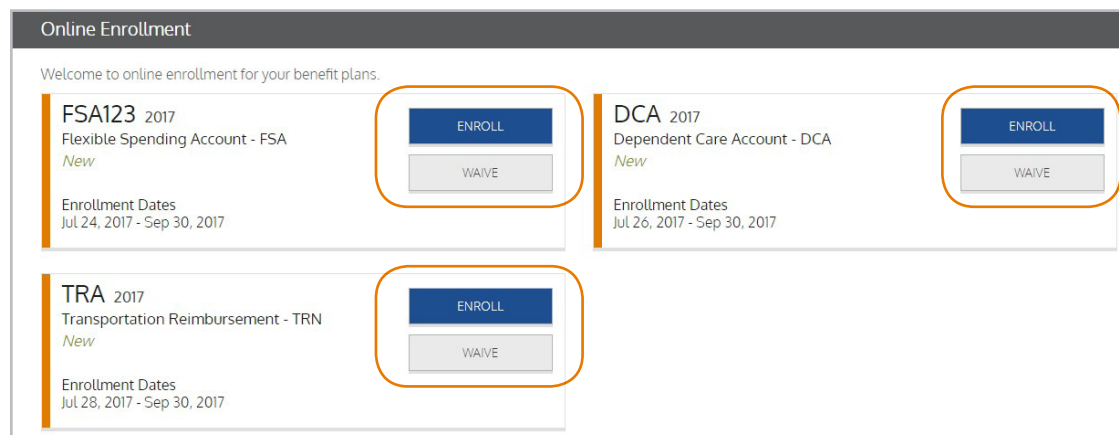 Online Enrollment
Welcome to online enrollment for your benefit plans.
FSA123 2017
Flexible Spending Account - FSA
New
Enrollment Dates
Jul 24, 2017 - Sep 30, 2017
ENROLL
WAIVE
DCA 2017
Dependent Care Account - DCA
New
Enrollment Dates
Jul 26, 2017 - Sep 30, 2017
ENROLL
WAIVE
TRA 2017
Transportation Reimbursement - TRN
New
Enrollment Dates
Jul 28, 2017 - Sep 30, 2017
ENROLL
WAIVE